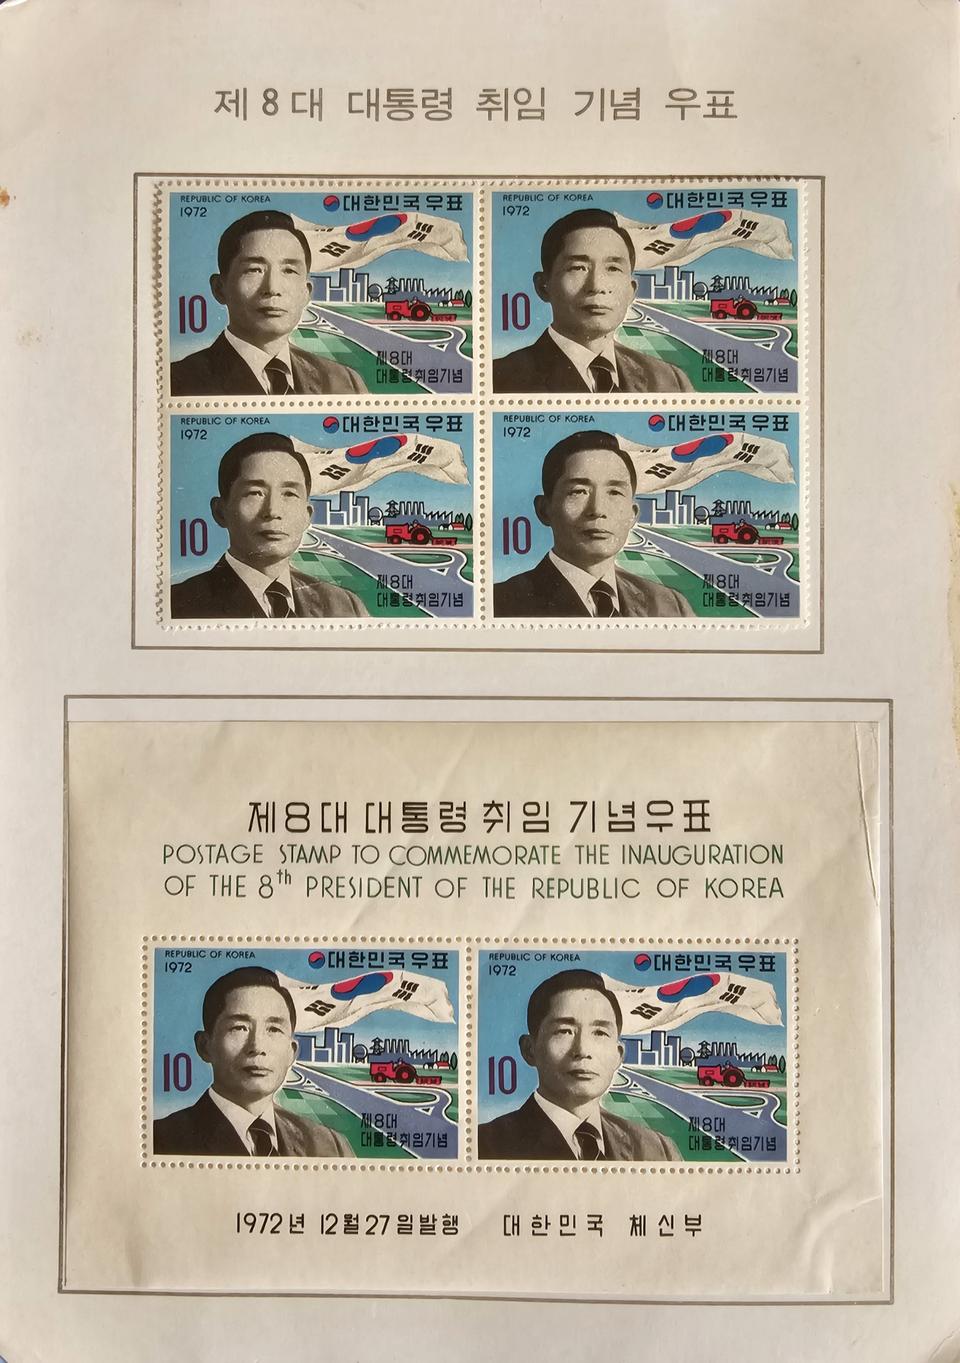 제8대 대통령 취임 기념 우표
REPUBLIC OF KOREA 대한민국우표
1972
10
제8대
대통령취임기념
REPUBLIC OF KOREA 대한민국우표
1972
10
제8대
대통령취임기념
REPUBLIC OF KOREA 대한민국우표
1972
10
제8대
대통령취임기념
REPUBLIC OF KOREA 대한민국우표
1972
10
제8대
대통령취임기념
제8대 대통령 취임 기념우표
POSTAGE STAMP TO COMMEMORATE THE INAUGURATION
OF THE 8th PRESIDENT OF THE REPUBLIC OF KOREA
REPUBLIC OF KOREA 대한민국우표
1972
10
제8대
대통령취임기념
REPUBLIC OF KOREA 대한민국우표
1972
10
제8대
대통령취임기념
1972년 12월 27일발행 대한민국 체신부